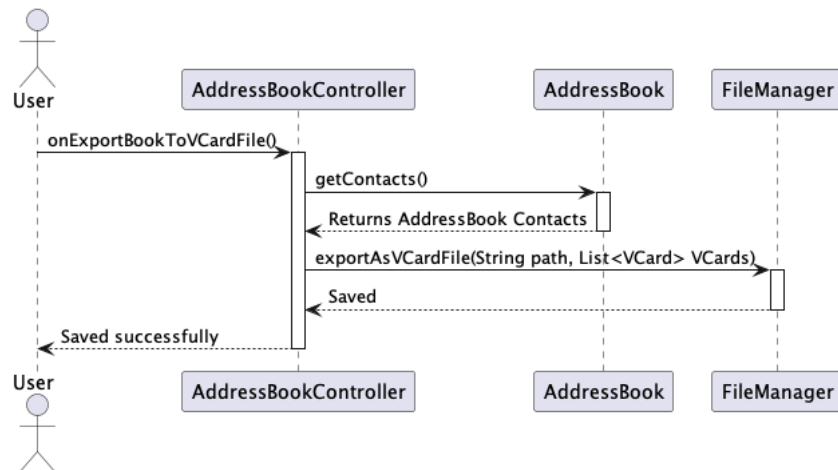 User
AddressBookController
AddressBook
FileManager
onExportBookToVCardFile()
getContacts()
Returns AddressBook Contacts
exportAsVCardFile(String path, List<VCard> VCards)
Saved
Saved successfully
User
AddressBookController
AddressBook
FileManager